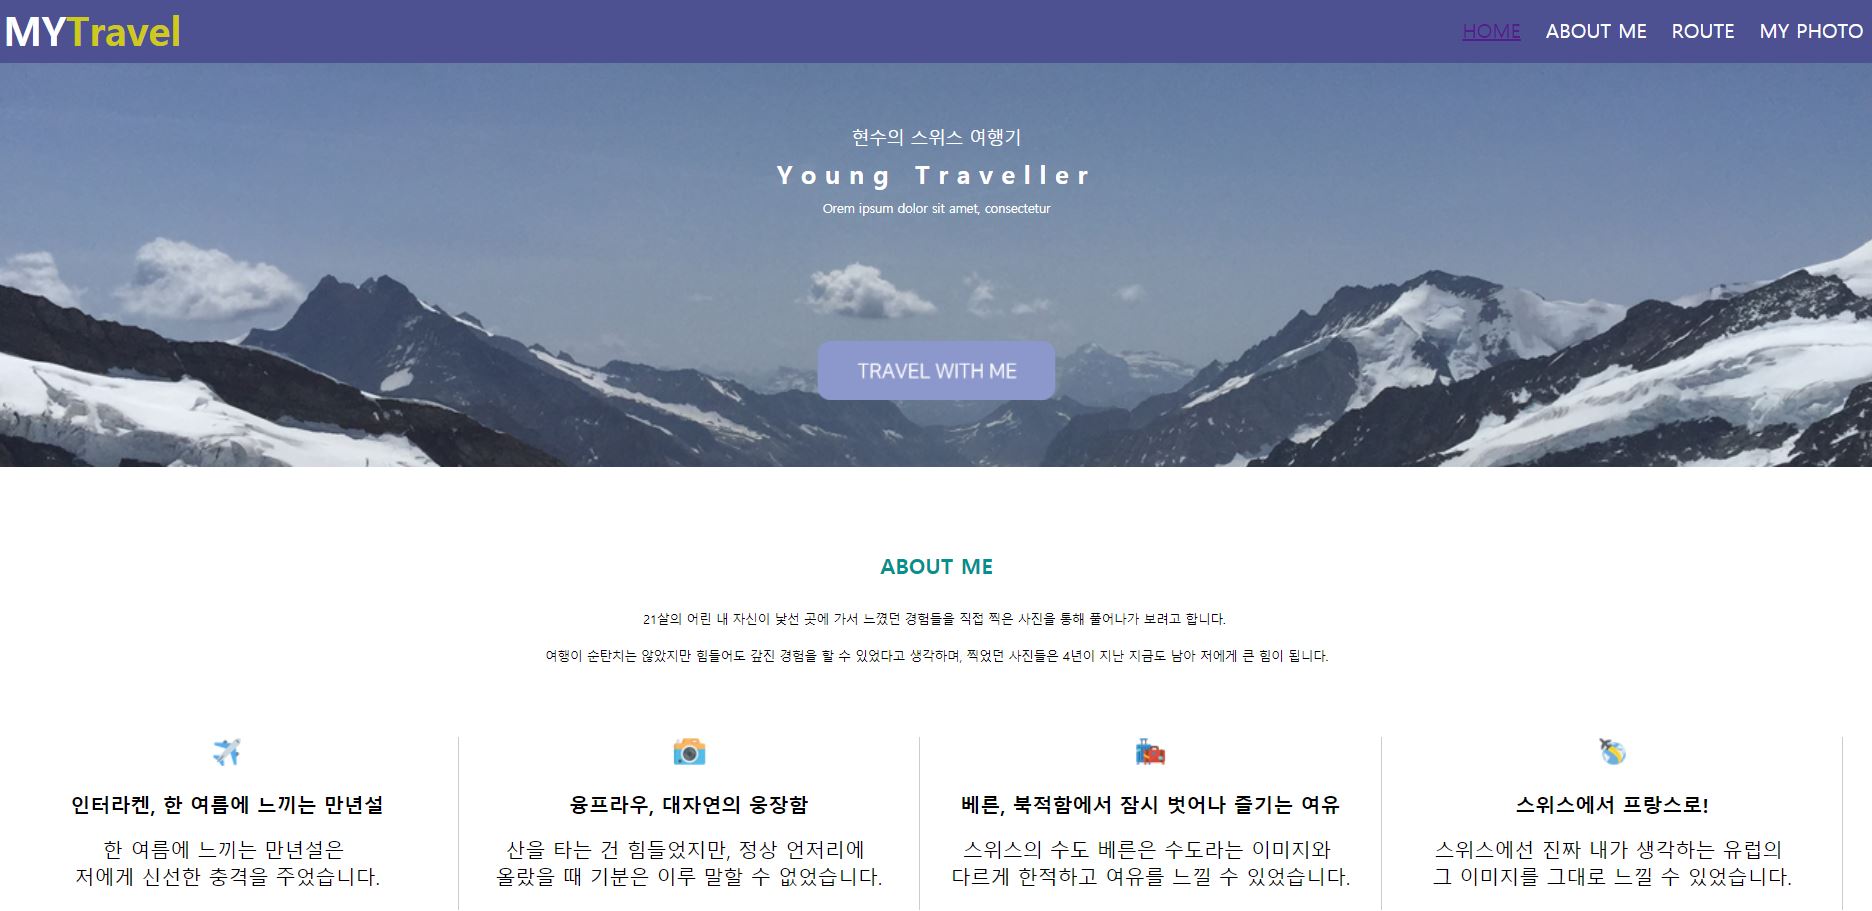 MYTravel
HOME ABOUT ME ROUTE MY PHOTO
현수의 스위스 여행기
Young Traveller
Orem ipsum dolor sit amet, consectetur
TRAVEL WITH ME
ABOUT ME
21살의 어린 내 자신이 낯선 곳에 가서 느꼈던 경험들을 직접 찍은 사진을 통해 풀어나가 보려고 합니다.
여행이 순탄치는 않았지만 힘들어도 값진 경험을 할 수 있었다고 생각하며, 찍었던 사진들은 4년이 지난 지금도 남아 저에게 큰 힘이 됩니다.
인터라켄, 한 여름에 느끼는 만년설
한 여름에 느끼는 만년설은
저에게 신선한 충격을 주었습니다.
융프라우, 대자연의 웅장함
산을 타는 건 힘들었지만, 정상 언저리에
올랐을 때 기분은 이루 말할 수 없었습니다.
베른, 북적함에서 잠시 벗어나 즐기는 여유
스위스의 수도 베른은 수도라는 이미지와
다르게 한적하고 여유를 느낄 수 있었습니다.
스위스에서 프랑스로!
스위스에선 진짜 내가 생각하는 유럽의
그 이미지를 그대로 느낄 수 있었습니다.